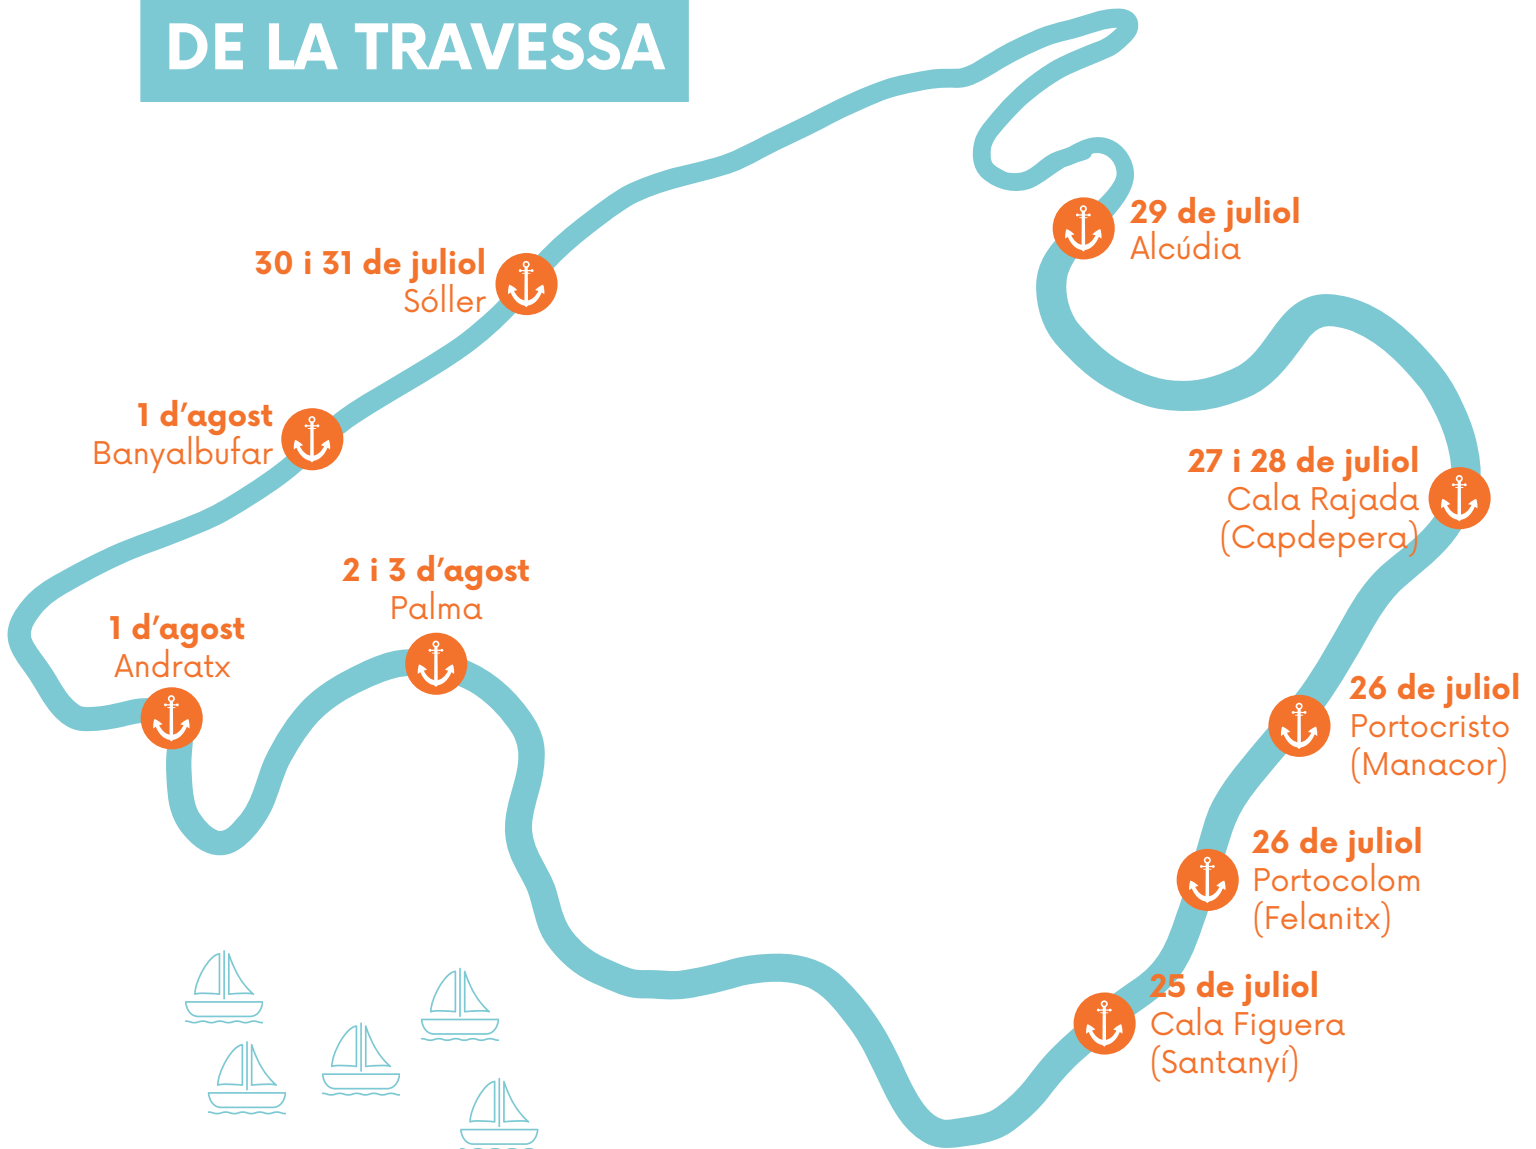 DE LA TRAVESSA
29 de juliol
Alcúdia
30 i 31 de juliol
Sóller
1 d’agost
Banyalbufar
27 i 28 de juliol
Cala Rajada
(Capdepera)
2 i 3 d’agost
Palma
1 d’agost
Andratx
26 de juliol
Portocristo
(Manacor)
26 de juliol
Portocolom
(Felanitx)
25 de juliol
Cala Figuera
(Santanyí)